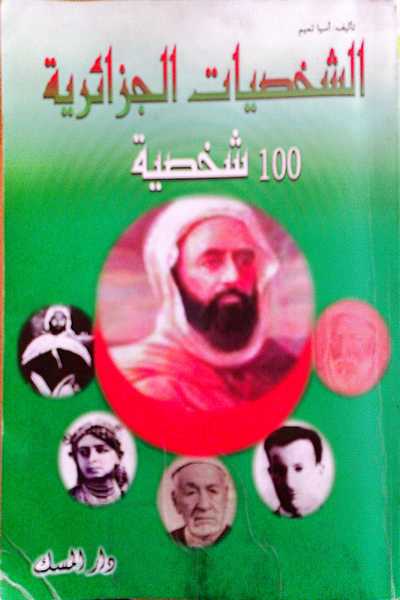 تأليف: آسيا تميم
الشخصيات الجزائرية
100 شخصية
دار المسك